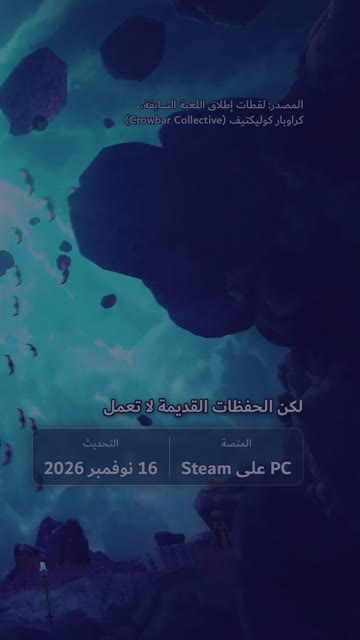 المصدر: لقطات إطلاق اللعبة السابقة،
كراوبار كوليكتيف (Crowbar Collective)
لكن الحفظات القديمة لا تعمل
المنصة
PC على Steam
التحديث
16 نوفمبر 2026